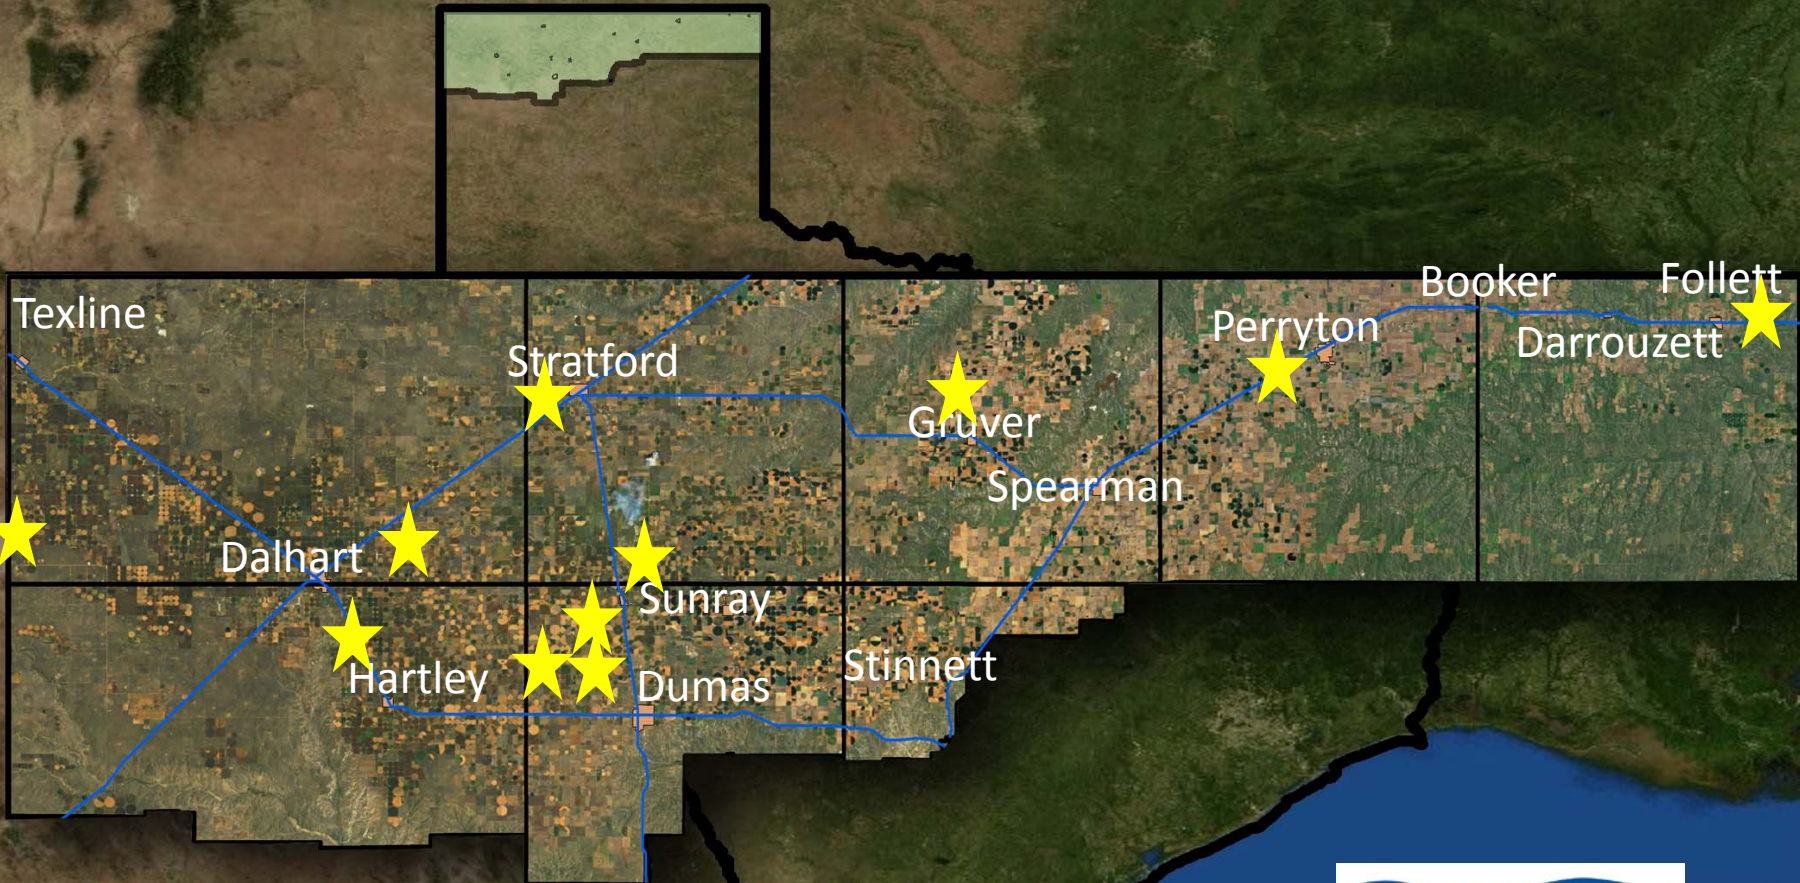 Booker
Follett
Texline
Perryton
Darrouzett
Stratford
Gruver
Spearman
Dalhart
Sunray
Stinnett
Hartley
Dumas